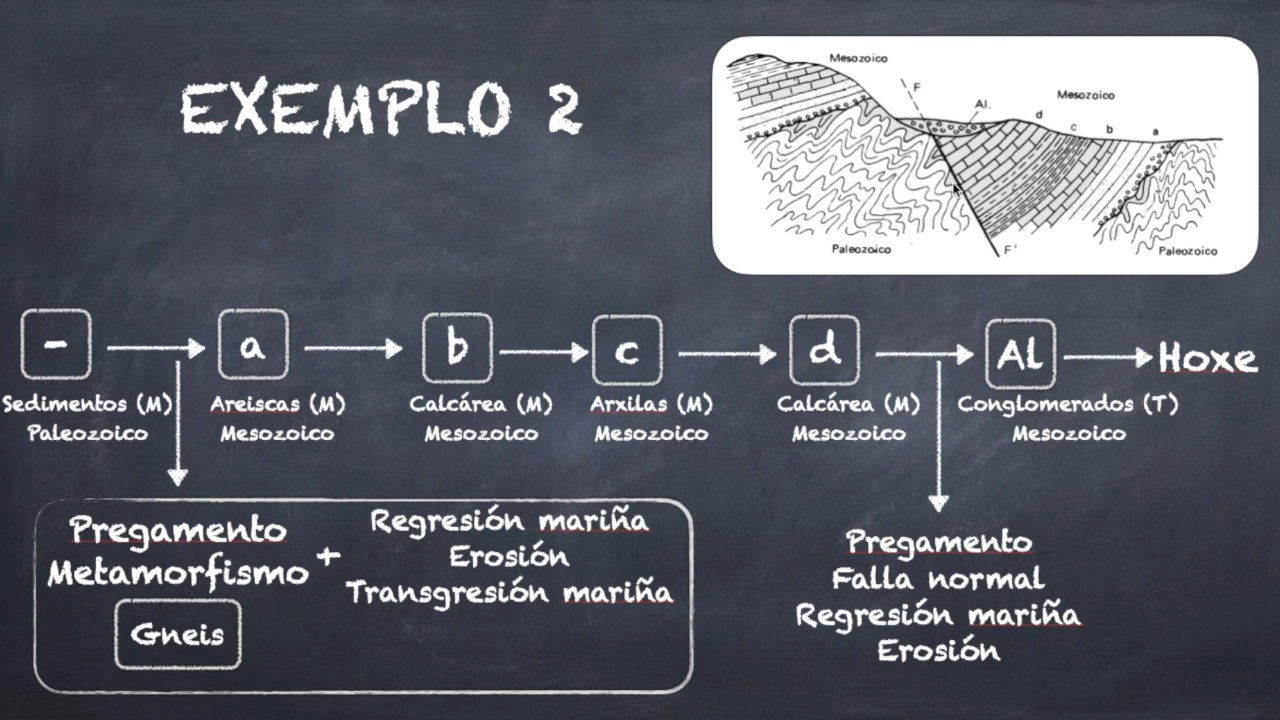 EXEMPLO 2
Mesozoico
F
Al.
Mesozoico
d
c
b
a
Paleozoico
F'
Paleozoico
-
a
b
c
d
Al
Hoxe
Sedimentos (M)
Paleozoico
Areiscas (M)
Mesozoico
Calcárea (M)
Mesozoico
Arxilas (M)
Mesozoico
Calcárea (M)
Mesozoico
Conglomerados (T)
Mesozoico
Pregamento
Metamorfismo
Gneis
+
Regresión mariña
Erosión
Transgresión mariña
Pregamento
Falla normal
Regresión mariña
Erosión